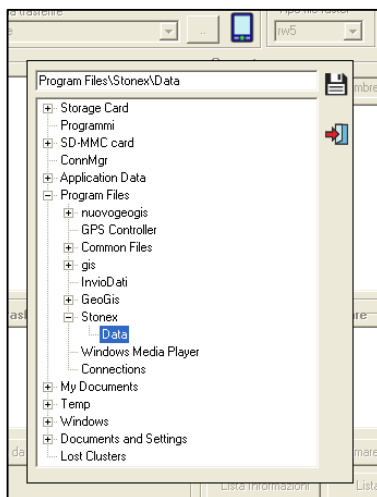 trasferire
...
rw5
Program Files\Stonex\Data
Storage Card
Programmi
SD-MMC card
ConnMgr
Application Data
Program Files
nuovogeogis
GPS Controller
Common Files
gis
InvioDati
GeoGis
Stonex
Data
Windows Media Player
Connections
My Documents
Temp
Windows
Documents and Settings
Lost Clusters
Lista Informazioni
Lista